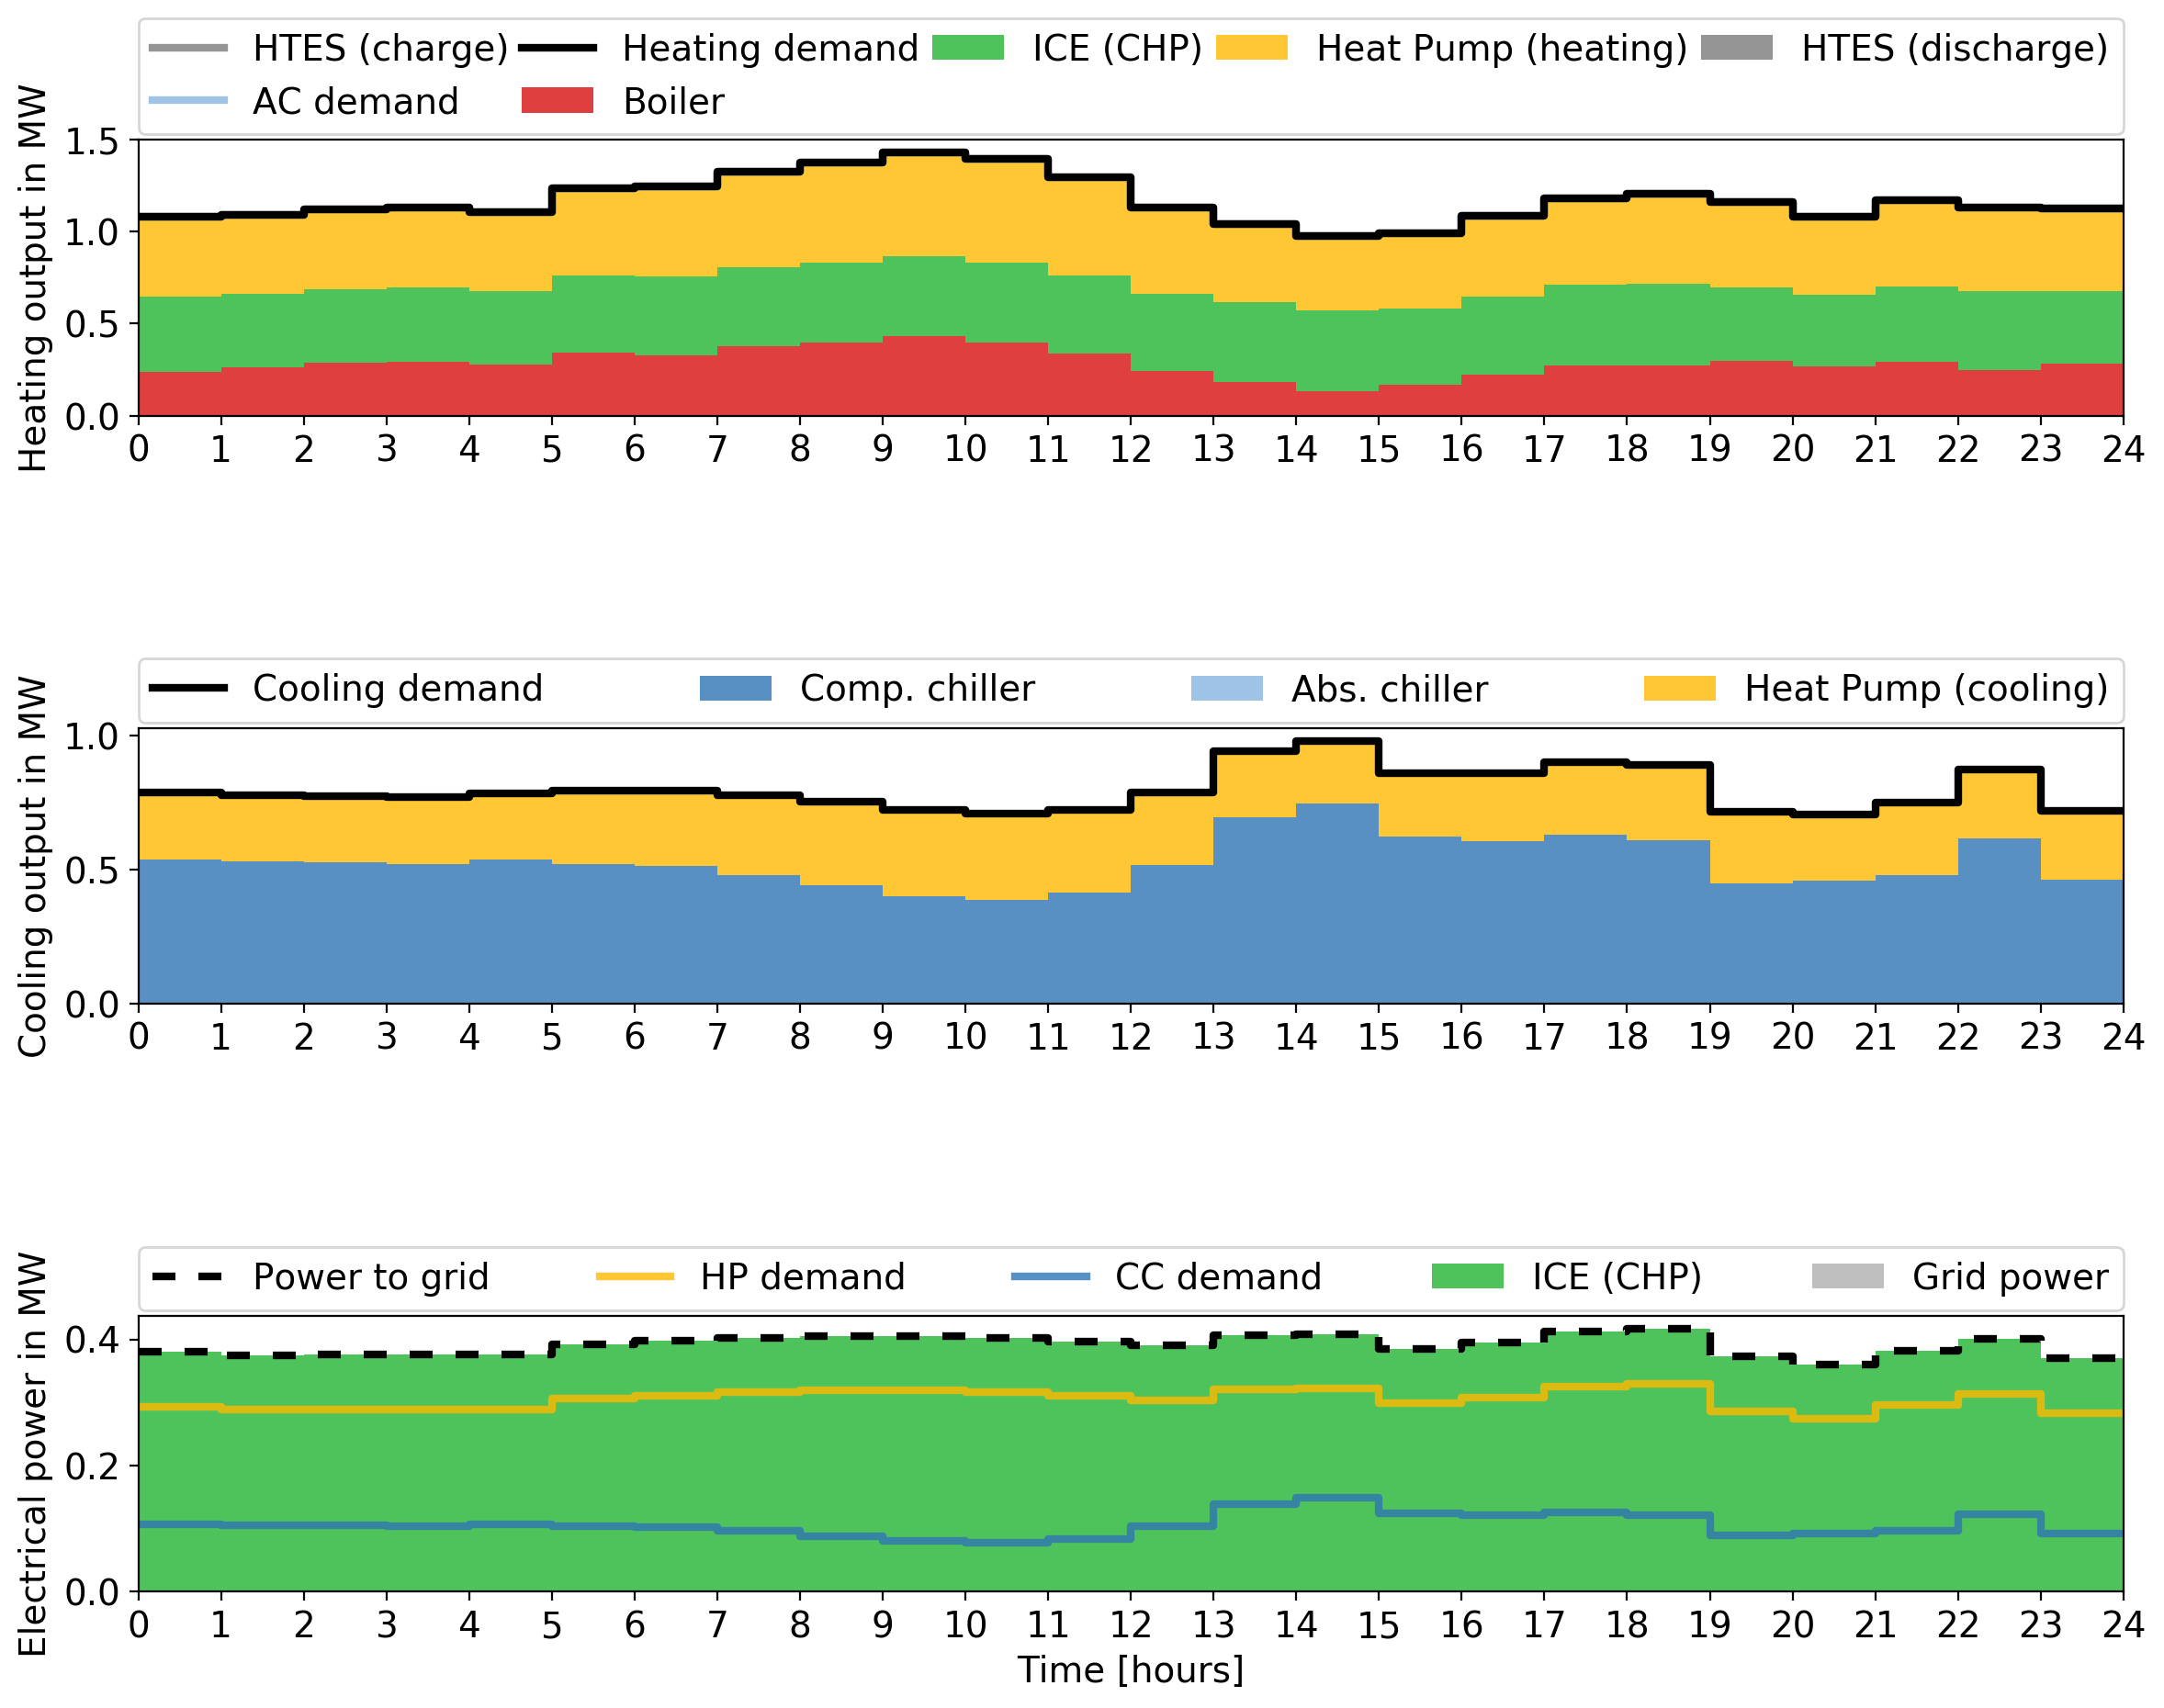 HTES (charge) Heating demand ICE (CHP) Heat Pump (heating) HTES (discharge)
AC demand Boiler
Heating output in MW
1.5
1.0
0.5
0.0
0 1 2 3 4 5 6 7 8 9 10 11 12 13 14 15 16 17 18 19 20 21 22 23 24
Cooling demand Comp. chiller Abs. chiller Heat Pump (cooling)
Cooling output in MW
1.0
0.5
0.0
0 1 2 3 4 5 6 7 8 9 10 11 12 13 14 15 16 17 18 19 20 21 22 23 24
Power to grid HP demand CC demand ICE (CHP) Grid power
Electrical power in MW
0.4
0.2
0.0
0 1 2 3 4 5 6 7 8 9 10 11 12 13 14 15 16 17 18 19 20 21 22 23 24
Time [hours]